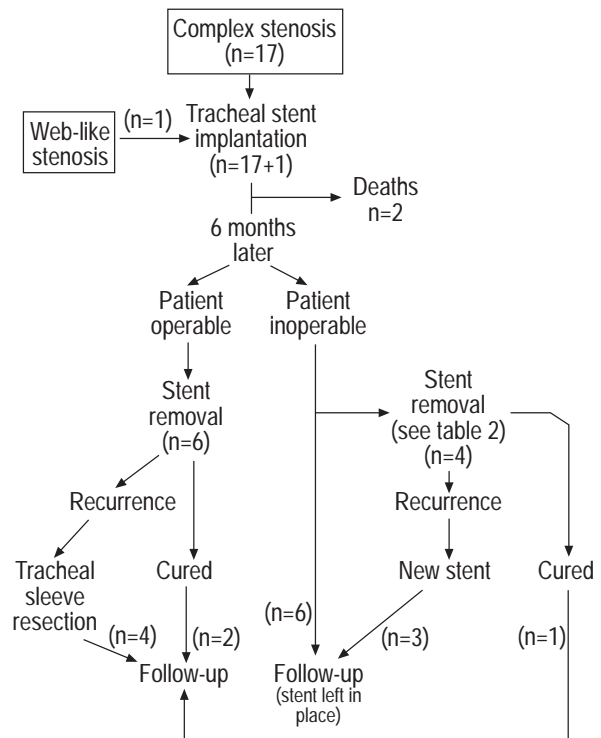 Complex stenosis
(n=17)
(n=1)
Web-like
stenosis
Tracheal stent
implantation
(n=17+1)
Deaths
n=2
6 months
later
Patient
operable
Patient
inoperable
Stent
removal
(n=6)
Stent
removal
(see table 2)
(n=4)
Recurrence
Recurrence
Tracheal
sleeve
resection
Cured
New stent
Cured
(n=4)
(n=2)
(n=6)
(n=3)
(n=1)
Follow-up
Follow-up
(stent left in
place)